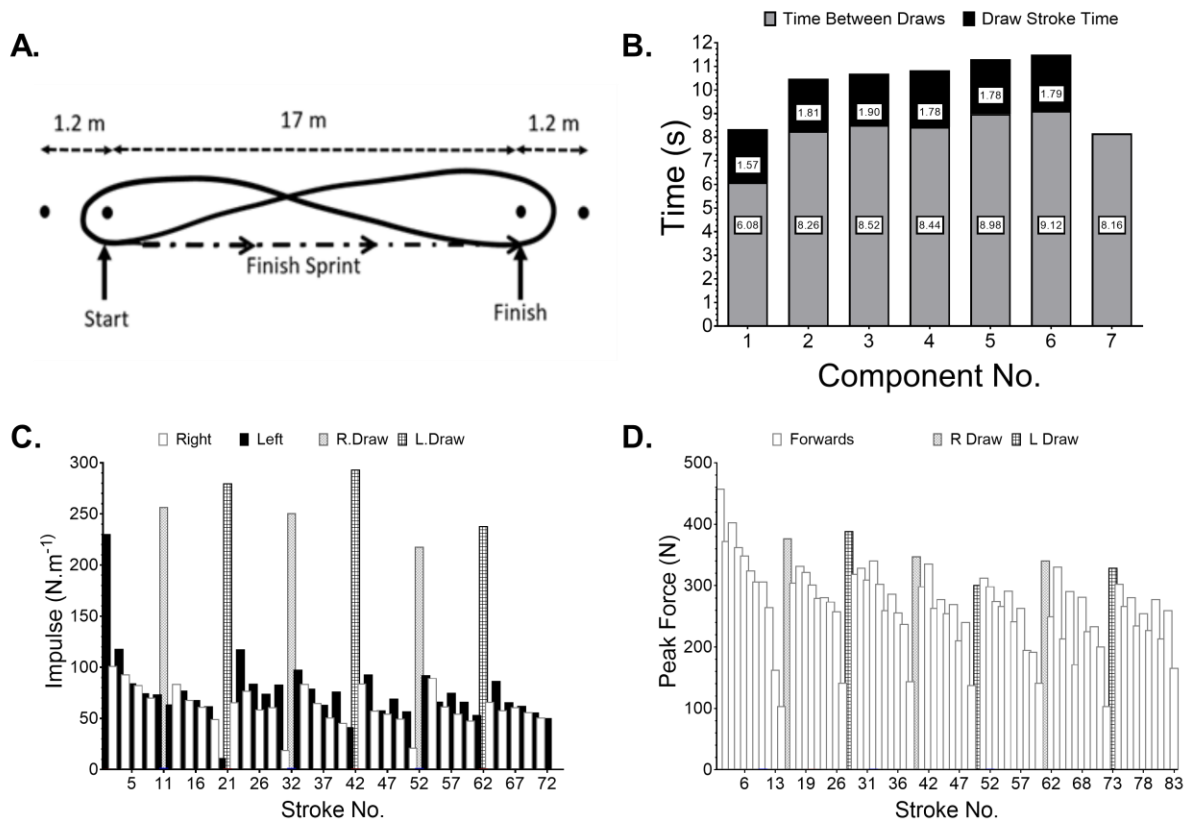 A.
1.2 m 17 m 1.2 m
Finish Sprint
Start
Finish
B.
Time Between Draws Draw Stroke Time
Time (s)
12
11
10
9
8
7
6
5
4
3
2
1
0
1.57 1.81 1.90 1.78 1.78 1.79
6.08 8.26 8.52 8.44 8.98 9.12 8.16
1 2 3 4 5 6 7
Component No.
C.
Right Left R.Draw L.Draw
Impulse (N.m⁻¹)
300
250
200
150
100
50
0
5 11 16 21 26 32 37 42 47 52 57 62 67 72
Stroke No.
D.
Forwards R Draw L Draw
Peak Force (N)
500
400
300
200
100
0
6 13 19 28 31 36 42 50 57 62 68 73 78 83
Stroke No.